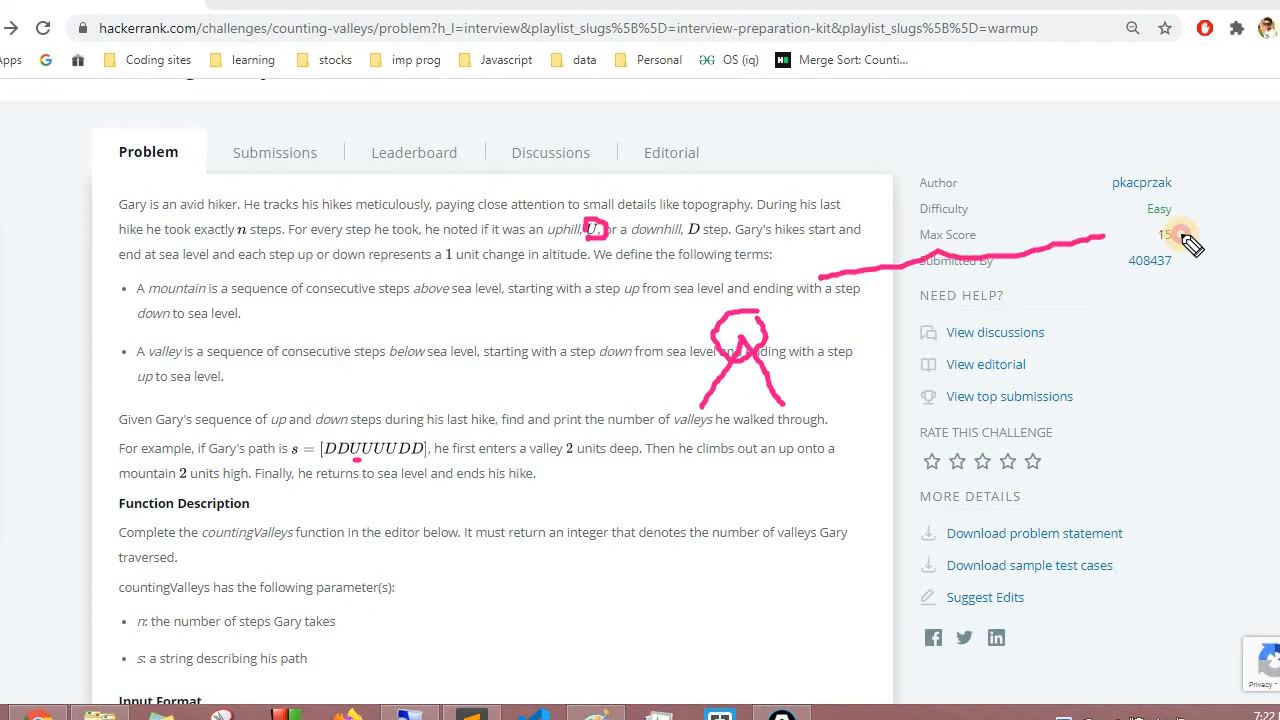 hackerrank.com/challenges/counting-valleys/problem?h_l=interview&playlist_slugs%5B%5D=interview-preparation-kit&playlist_slugs%5B%5D=warmup
Apps Coding sites learning stocks imp prog Javascript data Personal OS (iq) Merge Sort: Counti...
Problem Submissions Leaderboard Discussions Editorial
Gary is an avid hiker. He tracks his hikes meticulously, paying close attention to small details like topography. During his last
hike he took exactly n steps. For every step he took, he noted if it was an uphill, U, or a downhill, D step. Gary's hikes start and
end at sea level and each step up or down represents a 1 unit change in altitude. We define the following terms:
• A mountain is a sequence of consecutive steps above sea level, starting with a step up from sea level and ending with a step
down to sea level.
• A valley is a sequence of consecutive steps below sea level, starting with a step down from sea level and ending with a step
up to sea level.
Given Gary's sequence of up and down steps during his last hike, find and print the number of valleys he walked through.
For example, if Gary's path is s = [DDUUUUDD], he first enters a valley 2 units deep. Then he climbs out an up onto a
mountain 2 units high. Finally, he returns to sea level and ends his hike.
Function Description
Complete the countingValleys function in the editor below. It must return an integer that denotes the number of valleys Gary
traversed.
countingValleys has the following parameter(s):
• n: the number of steps Gary takes
• s: a string describing his path
Input Format
Author pkacprzak
Difficulty Easy
Max Score 15
Submitted By 408437
NEED HELP?
View discussions
View editorial
View top submissions
RATE THIS CHALLENGE
MORE DETAILS
Download problem statement
Download sample test cases
Suggest Edits
Privacy
7:22